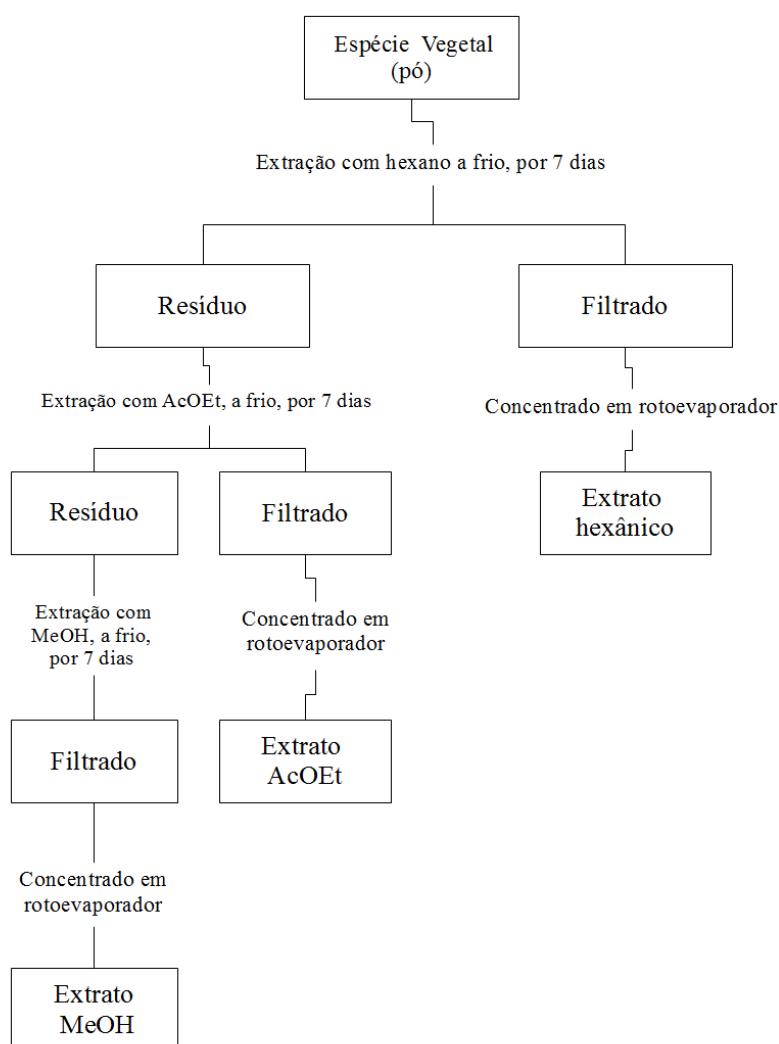 Espécie Vegetal
(pó)
Extração com hexano a frio, por 7 dias
Resíduo
Filtrado
Extração com AcOEt, a frio, por 7 dias
Concentrado em rotoevaporador
Resíduo
Filtrado
Extrato
hexânico
Extração com
MeOH, a frio,
por 7 dias
Concentrado em
rotoevaporador
Filtrado
Extrato
AcOEt
Concentrado em
rotoevaporador
Extrato
MeOH